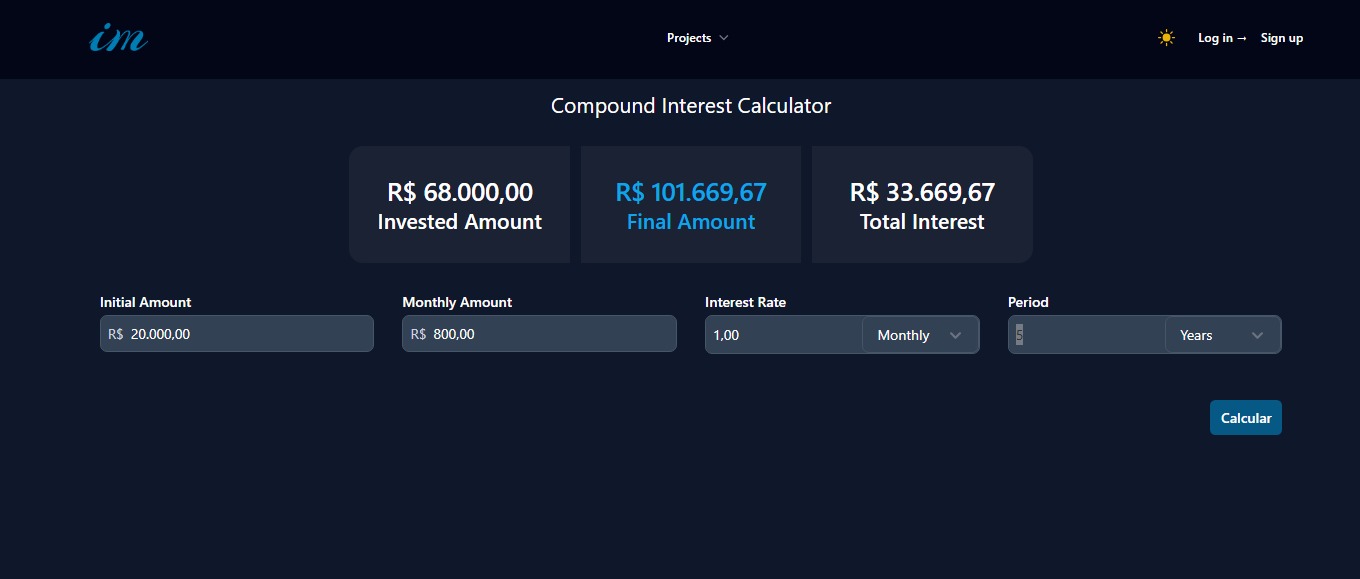 im
Projects
Log in →
Sign up
Compound Interest Calculator
R$ 68.000,00
Invested Amount
R$ 101.669,67
Final Amount
R$ 33.669,67
Total Interest
Initial Amount
R$ 20.000,00
Monthly Amount
R$ 800,00
Interest Rate
1,00
Monthly
Period
5
Years
Calcular